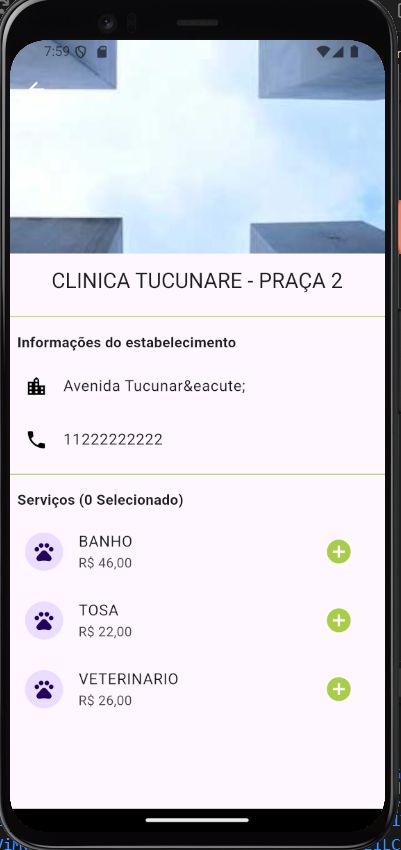 7:59
CLINICA TUCUNARE - PRAÇA 2
Informações do estabelecimento
Avenida Tucunar&eacute;
11222222222
Serviços (0 Selecionado)
BANHO
R$ 46,00
TOSA
R$ 22,00
VETERINARIO
R$ 26,00